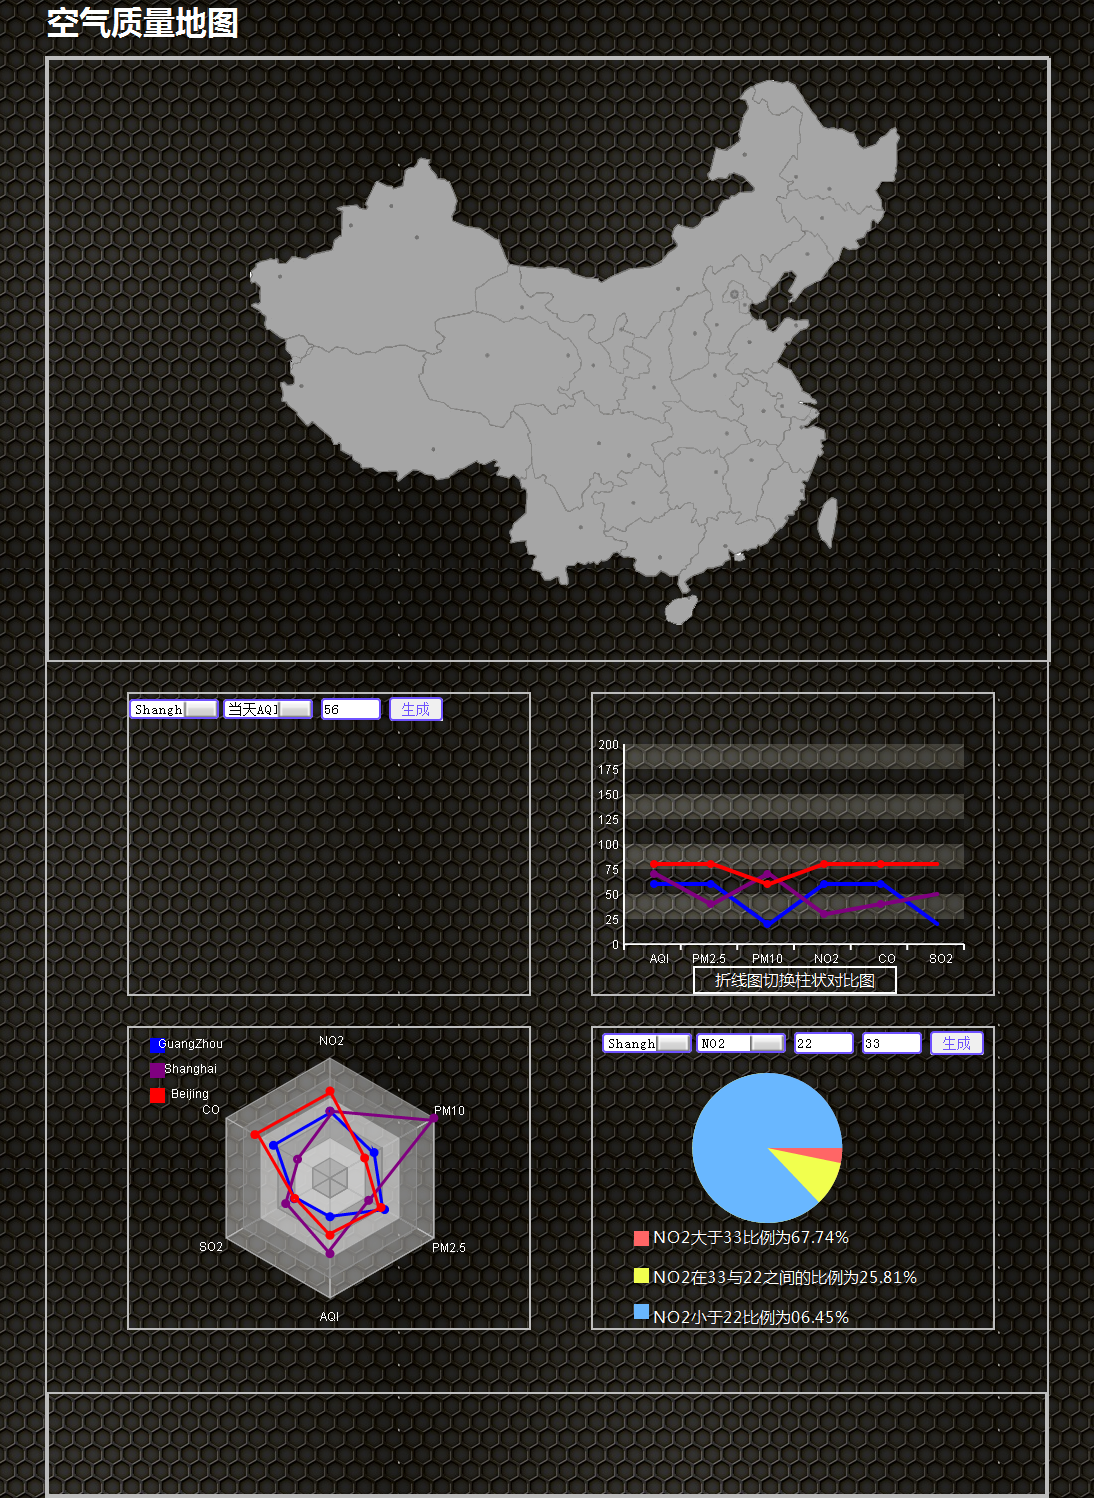 空气质量地图
Shangh 当天AQI 56 生成
200
175
150
125
100
75
50
25
0
AQI PM2.5 PM10 NO2 CO SO2
折线图切换柱状对比图
GuangZhou
Shanghai
Beijing
NO2
PM10
PM2.5
AQI
SO2
CO
Shangh NO2 22 33 生成
NO2大于33比例为67.74%
NO2在33与22之间的比例为25.81%
NO2小于22比例为06.45%